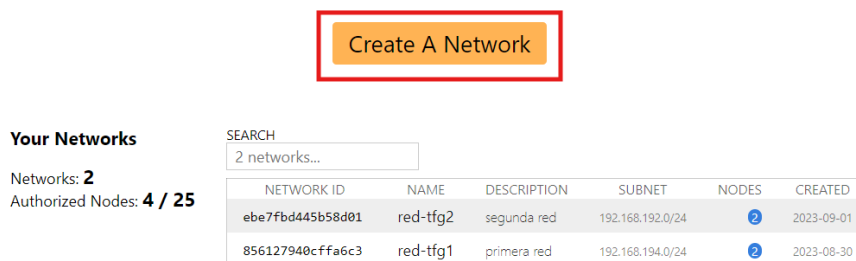 Create A Network
Your Networks
Networks: 2
Authorized Nodes: 4 / 25
SEARCH
2 networks...
NETWORK ID NAME DESCRIPTION SUBNET NODES CREATED
ebe7fbd445b58d01 red-tfg2 segunda red 192.168.192.0/24 2 2023-09-01
856127940cffa6c3 red-tfg1 primera red 192.168.194.0/24 2 2023-08-30